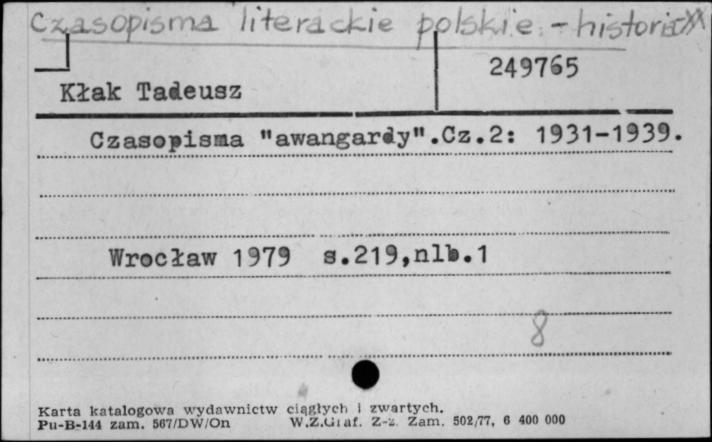 Czasopisma literackie polskie - historia XX
249765
Kłak Tadeusz
Czasopisma "awangardy".Cz.2: 1931-1939.
Wrocław 1979 s.219,nlb.1
8
Karta katalogowa wydawnictw ciągłych i zwartych.
Pu-B-144 zam. 567/DW/On W.Z.Graf. Z-z. Zam. 502/77, 6 400 000